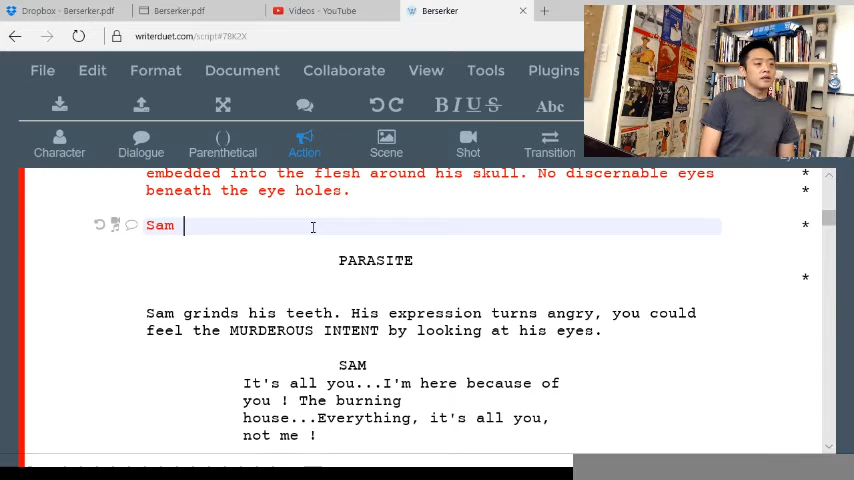 Dropbox - Berserker.pdf
Berserker.pdf
Videos - YouTube
Berserker
writerduet.com/script#78K2X
File Edit Format Document Collaborate View Tools Plugins
B I U S Abc
Character Dialogue Parenthetical Action Scene Shot Transition
embedded into the flesh around his skull. No discernable eyes *
beneath the eye holes. *
Sam *
PARASITE
*
Sam grinds his teeth. His expression turns angry, you could
feel the MURDEROUS INTENT by looking at his eyes.
SAM
It's all you...I'm here because of
you ! The burning
house...Everything, it's all you,
not me !